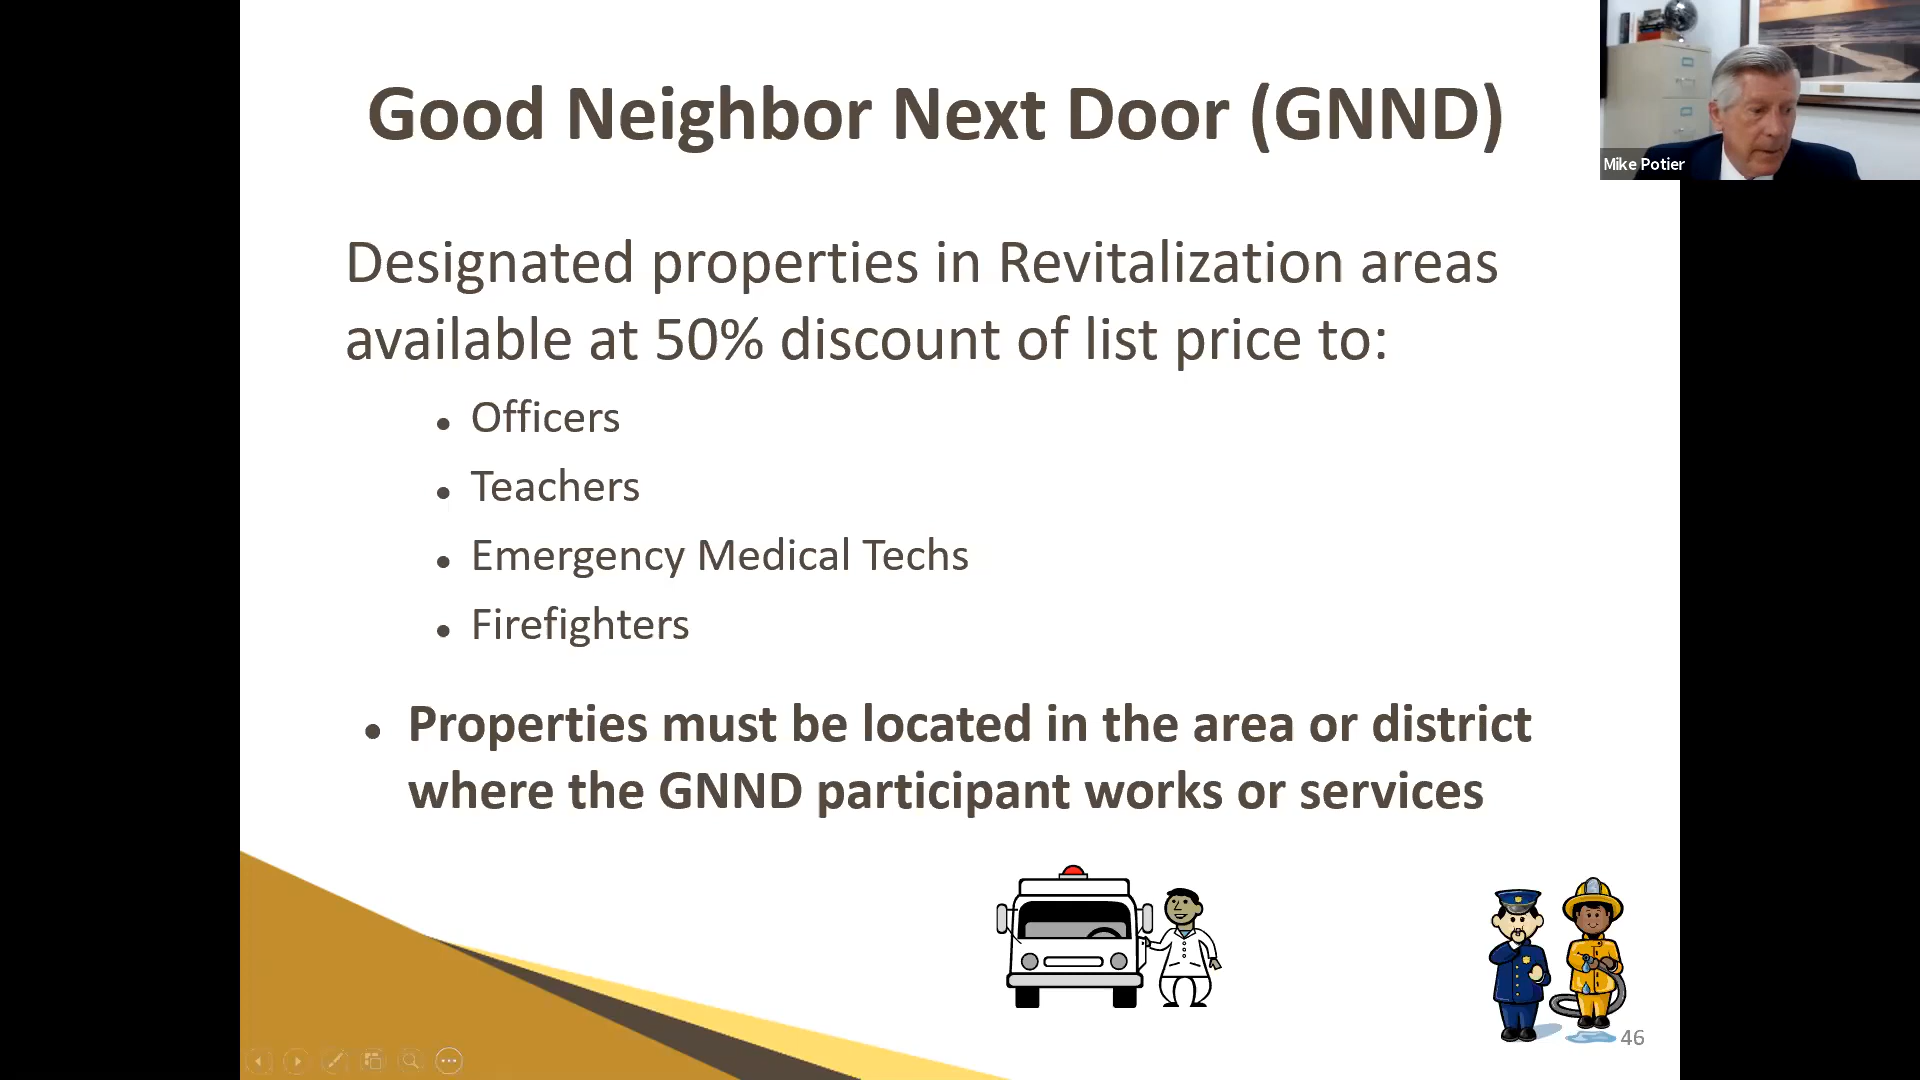 Good Neighbor Next Door (GNND)
Mike Potier
Designated properties in Revitalization areas
available at 50% discount of list price to:
• Officers
• Teachers
• Emergency Medical Techs
• Firefighters
• Properties must be located in the area or district
where the GNND participant works or services
46